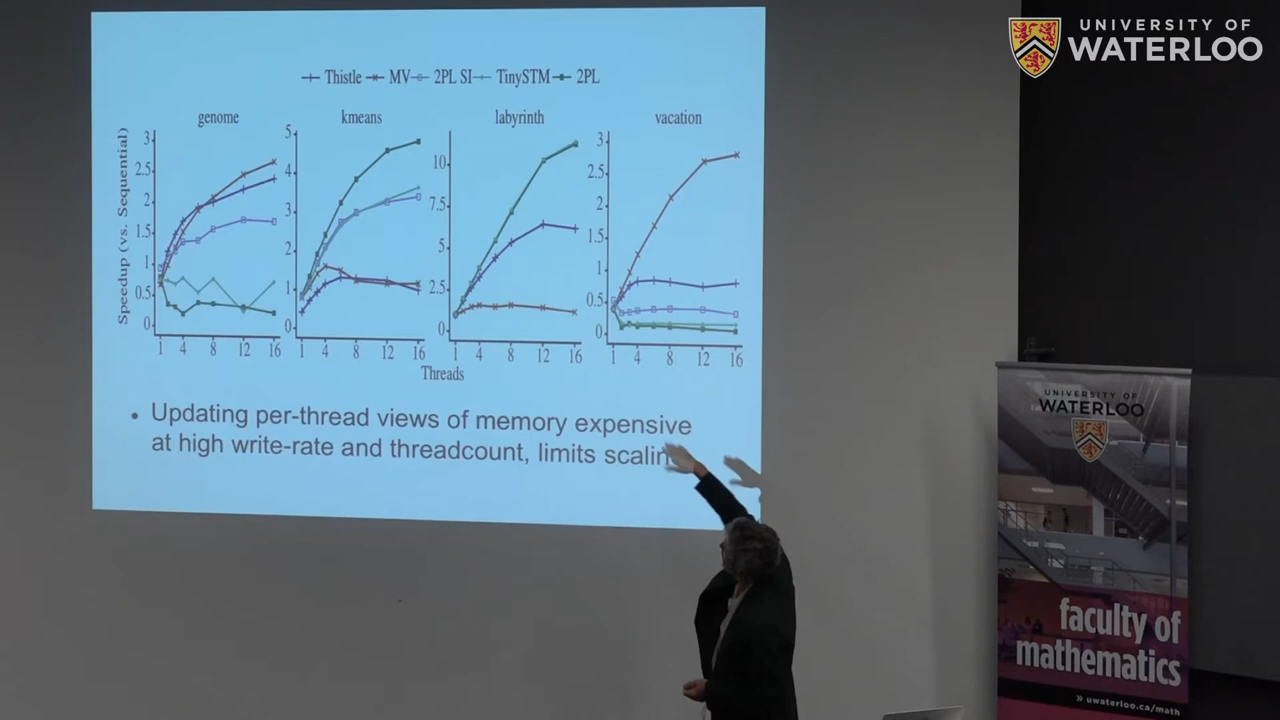 UNIVERSITY OF
WATERLOO
Thistle MV 2PL SI TinySTM 2PL
genome kmeans labyrinth vacation
Speedup (vs. Sequential)
3
2.5
2
1.5
1
0.5
0
1 4 8 12 16
5
4
3
2
1
0
1 4 8 12 16
10
7.5
5
2.5
0
1 4 8 12 16
3
2.5
2
1.5
1
0.5
0
1 4 8 12 16
Threads
• Updating per-thread views of memory expensive
at high write-rate and threadcount, limits scalin
UNIVERSITY OF
WATERLOO
faculty of
mathematics
» uwaterloo.ca/math